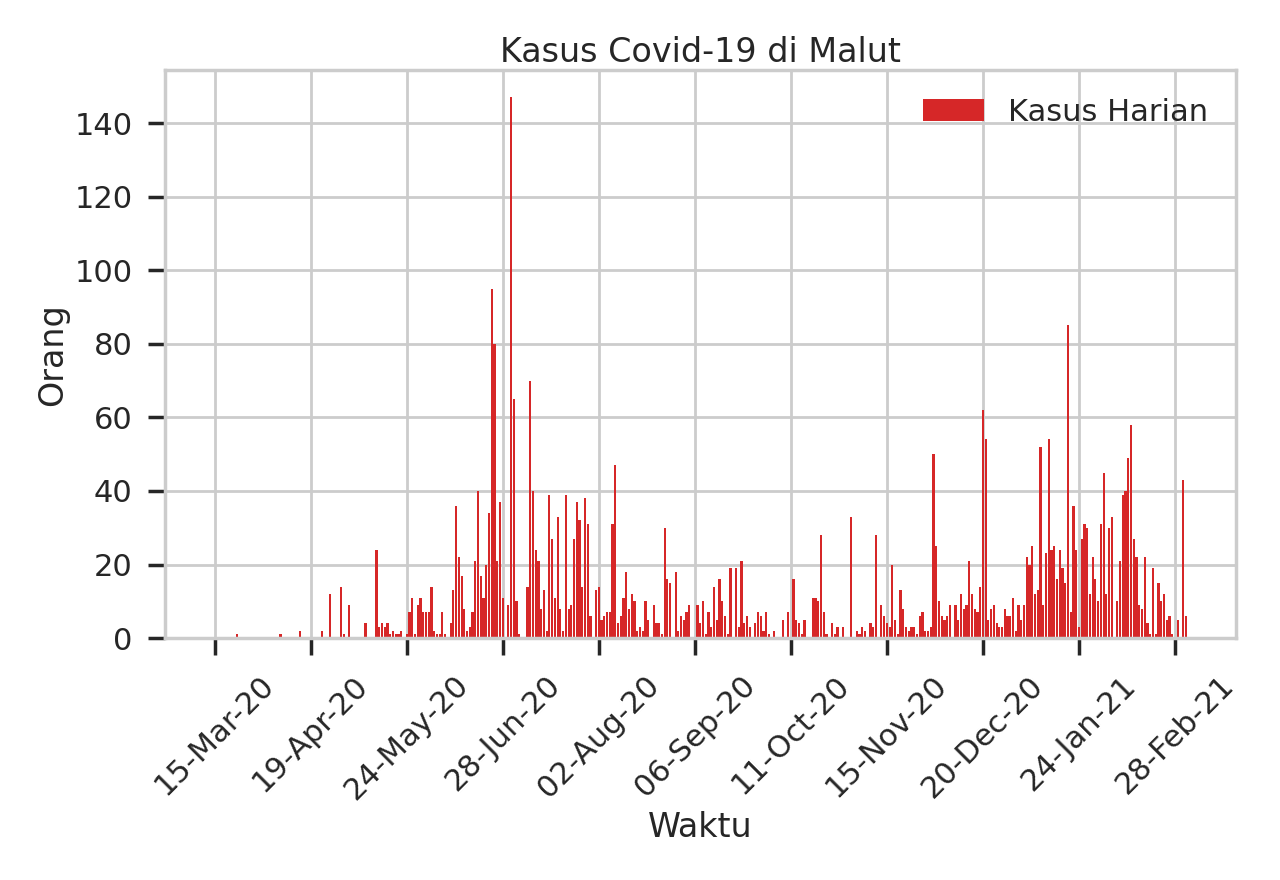 Kasus Covid-19 di Malut
Kasus Harian
140
120
100
80
60
40
20
0
Orang
15-Mar-20
19-Apr-20
24-May-20
28-Jun-20
02-Aug-20
06-Sep-20
11-Oct-20
15-Nov-20
20-Dec-20
24-Jan-21
28-Feb-21
Waktu